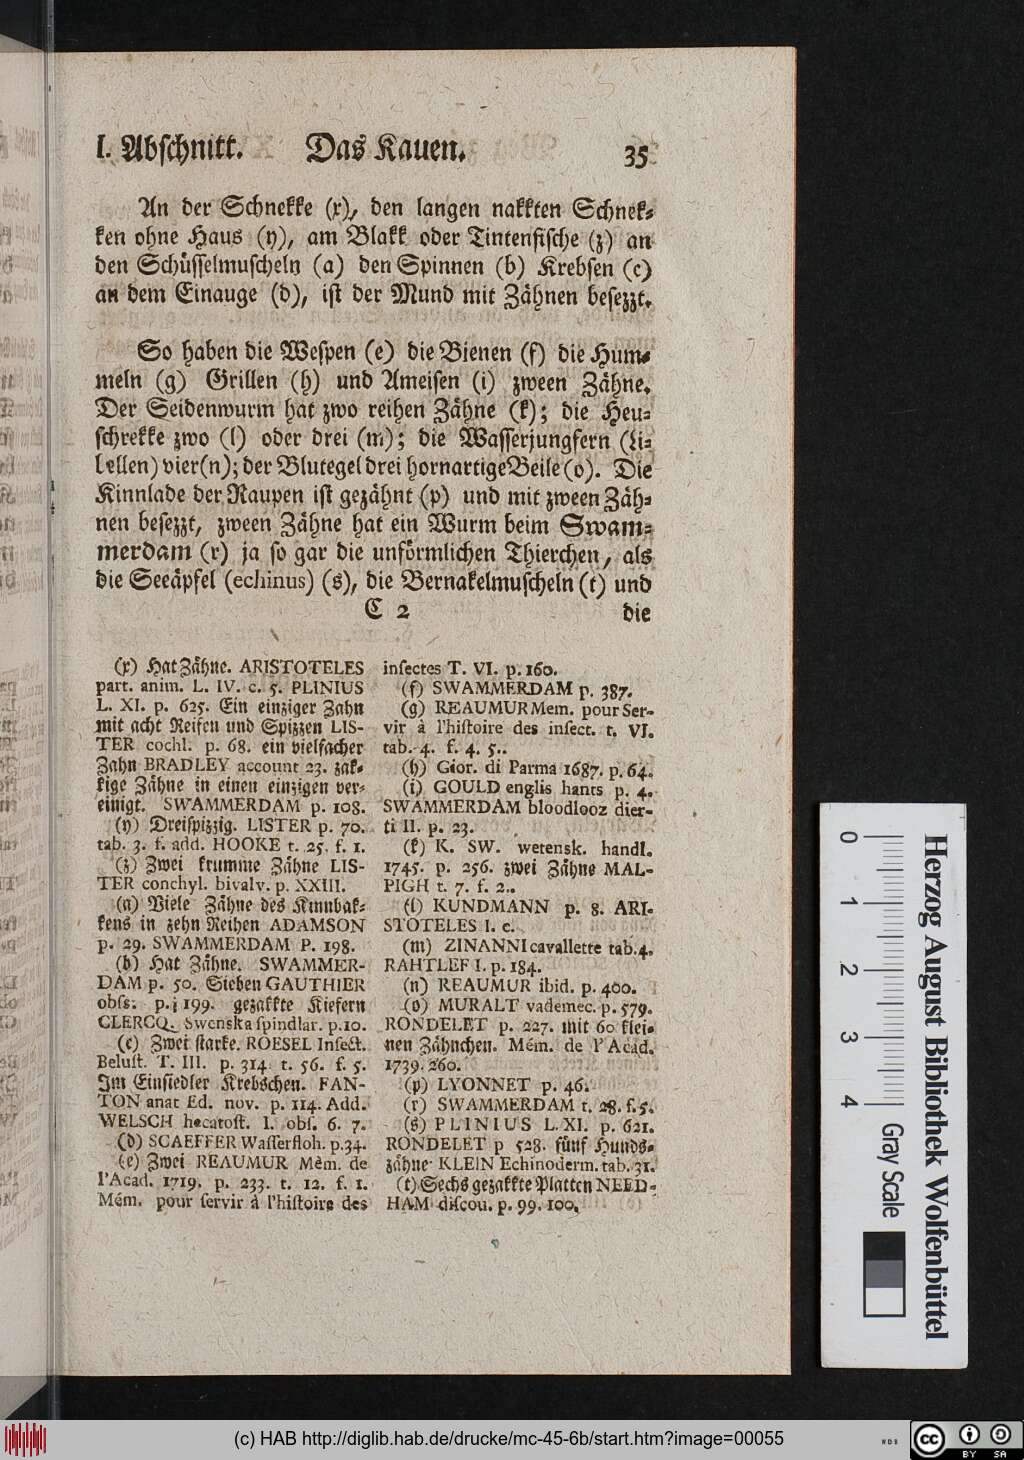 I. Abschnitt. Das Kauen. 35
An der Schnekke (x), den langen nakkten Schnek-
ken ohne Haus (y), am Blakk oder Tintenfische (z) an
den Schüsselmuscheln (a) den Spinnen (b) Krebsen (c)
an dem Einauge (d), ist der Mund mit Zähnen besezzt.
So haben die Wespen (e) die Bienen (f) die Hum-
meln (g) Grillen (h) und Ameisen (i) zween Zähne.
Der Seidenwurm hat zwo reihen Zähne (k); die Heu-
schrekke zwo (l) oder drei (m); die Wasserjungfern (Li-
lellen) vier (n); der Blutegel drei hornartige Beile (o). Die
Kinnlade der Raupen ist gezähnt (p) und mit zween Zäh-
nen besezzt, zween Zähne hat ein Wurm beim Swam-
merdam (r) ja so gar die unförmlichen Thierchen, als
die Seeäpfel (echinus) (s), die Bernakelmuscheln (t) und
C 2 die
(x) Hat Zähne. ARISTOTELES
part. anim. L. IV. c. 5. PLINIUS
L. XI. p. 625. Ein einziger Zahn
mit acht Reifen und Spizzen LIS-
TER cochl. p. 68. ein vielfacher
Zahn BRADLEY account 23. zak-
kige Zähne in einen einzigen ver-
einigt. SWAMMERDAM p. 108.
(y) Dreispizzig. LISTER p. 70.
tab. 3. f. add. HOOKE t. 25. f. 1.
(z) Zwei krumme Zähne LIS-
TER conchyl. bivalv. p. XXIII.
(a) Viele Zähne des Kinnbak-
kens in zehn Reihen ADAMSON
p. 29. SWAMMERDAM P. 198.
(b) Hat Zähne. SWAMMER-
DAM p. 50. Sieben GAUTHIER
obss. p. 199. gezakkte Kiefern
CLERCQ. Swenska spindlar. p. 10.
(c) Zwei starke. ROESEL Insect.
Belust. T. III. p. 314. t. 56. f. 5.
Im Einsiedler Krebschen. FAN-
TON anat Ed. nov. p. 114. Add.
WELSCH hecatost. I. obs. 6. 7.
(d) SCAEFFER Wasserfloh. p. 34.
(e) Zwei REAUMUR Mém. de
l'Acad. 1719. p. 233. t. 12. f. 1.
Mém. pour servir à l'histoire des
insectes T. VI. p. 160.
(f) SWAMMERDAM p. 387.
(g) REAUMUR Mem. pour Ser-
vir à l'histoire des insect. t. VI.
tab. 4. f. 4. 5..
(h) Gior. di Parma 1687. p. 64.
(i) GOULD englis hants p. 4.
SWAMMERDAM bloodlooz dier-
ti II. p. 23.
(k) K. SW. wetensk. handl.
1745. p. 256. zwei Zähne MAL-
PIGH t. 7. f. 2..
(l) KUNDMANN p. 8. ARI-
STOTELES l. c.
(m) ZINANNI cavallette tab. 4.
RAHTLEF I. p. 184.
(n) REAUMUR ibid. p. 400.
(o) MURALT vademec. p. 579.
RONDELET p. 227. mit 60 klei-
nen Zähnchen. Mém. de l'Acad.
1739. 260.
(p) LYONNET p. 46.
(r) SWAMMERDAM t. 28. f. 5.
(s) PLINIUS L. XI. p. 621.
RONDELET p 528. fünf Hunds-
zähne KLEIN Echinoderm. tab. 31.
(t) Sechs gezakkte Platten NEED-
HAM discou. p. 99. 100.
0 1 2 3 4
Gray Scale
Herzog August Bibliothek Wolfenbüttel
(c) HAB http://diglib.hab.de/drucke/mc-45-6b/start.htm?image=00055
WDB
cc BY SA